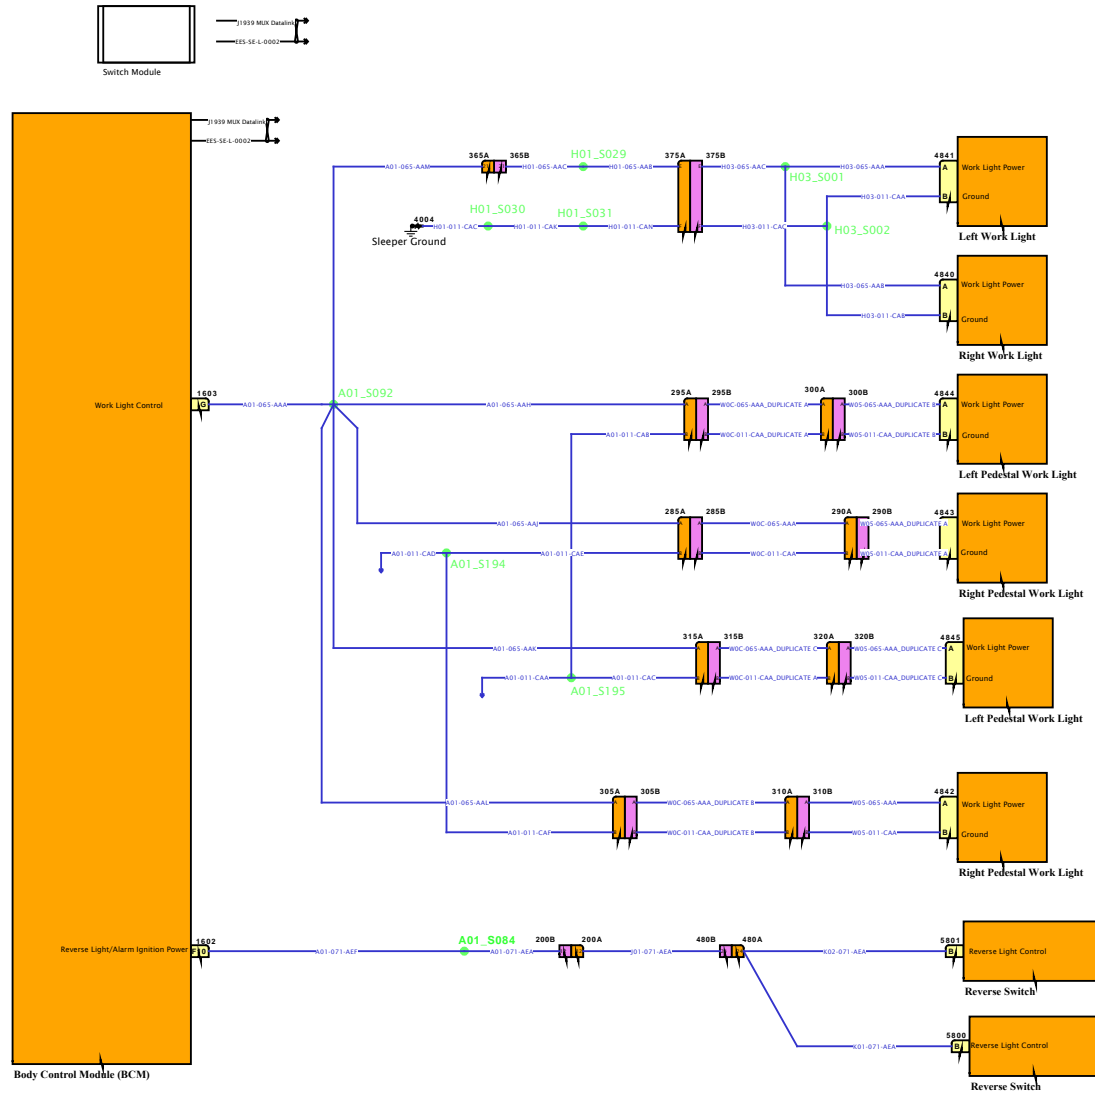 J1939 MUX Datalink
EES-SE-L-0002
Switch Module
J1939 MUX Datalink
EES-SE-L-0002
365A 365B H01_S029 375A 375B 4841
A01-065-AAM H01-065-AAC H01-065-AAB H03-065-AAC H03-065-AAA A Work Light Power
H03_S001
H03-011-CAA B Ground
4004 H01_S030 H01_S031
H01-011-CAC H01-011-CAK H01-011-CAN H03-011-CAC H03_S002
Sleeper Ground
Left Work Light
4840
H03-065-AAB A Work Light Power
H03-011-CAB B Ground
Right Work Light
1603 A01_S092 295A 295B 300A 300B 4844
Work Light Control G A01-065-AAA A01-065-AAH W0C-065-AAA_DUPLICATE A W05-065-AAA_DUPLICATE B A Work Light Power
A01-011-CAB W0C-011-CAA_DUPLICATE A W05-011-CAA_DUPLICATE B B Ground
Left Pedestal Work Light
285A 285B 290A 290B 4843
A01-065-AAJ W0C-065-AAA W05-065-AAA_DUPLICATE A Work Light Power
A01-011-CAD A01-011-CAE W0C-011-CAA W05-011-CAA_DUPLICATE A Ground
A01_S194
Right Pedestal Work Light
315A 315B 320A 320B 4845
A01-065-AAK W0C-065-AAA_DUPLICATE C W05-065-AAA_DUPLICATE C A Work Light Power
A01-011-CAA A01-011-CAC W0C-011-CAA_DUPLICATE A W05-011-CAA_DUPLICATE C B Ground
A01_S195
Left Pedestal Work Light
305A 305B 310A 310B 4842
A01-065-AAL W0C-065-AAA_DUPLICATE B W05-065-AAA A Work Light Power
A01-011-CAF W0C-011-CAA_DUPLICATE B W05-011-CAA B Ground
Right Pedestal Work Light
1602 A01_S084 200B 200A 480B 480A 5801
Reverse Light/Alarm Ignition Power F10 A01-071-AEF A01-071-AEA J01-071-AEA K02-071-AEA B Reverse Light Control
Reverse Switch
5800
K01-071-AEA B Reverse Light Control
Body Control Module (BCM)
Reverse Switch